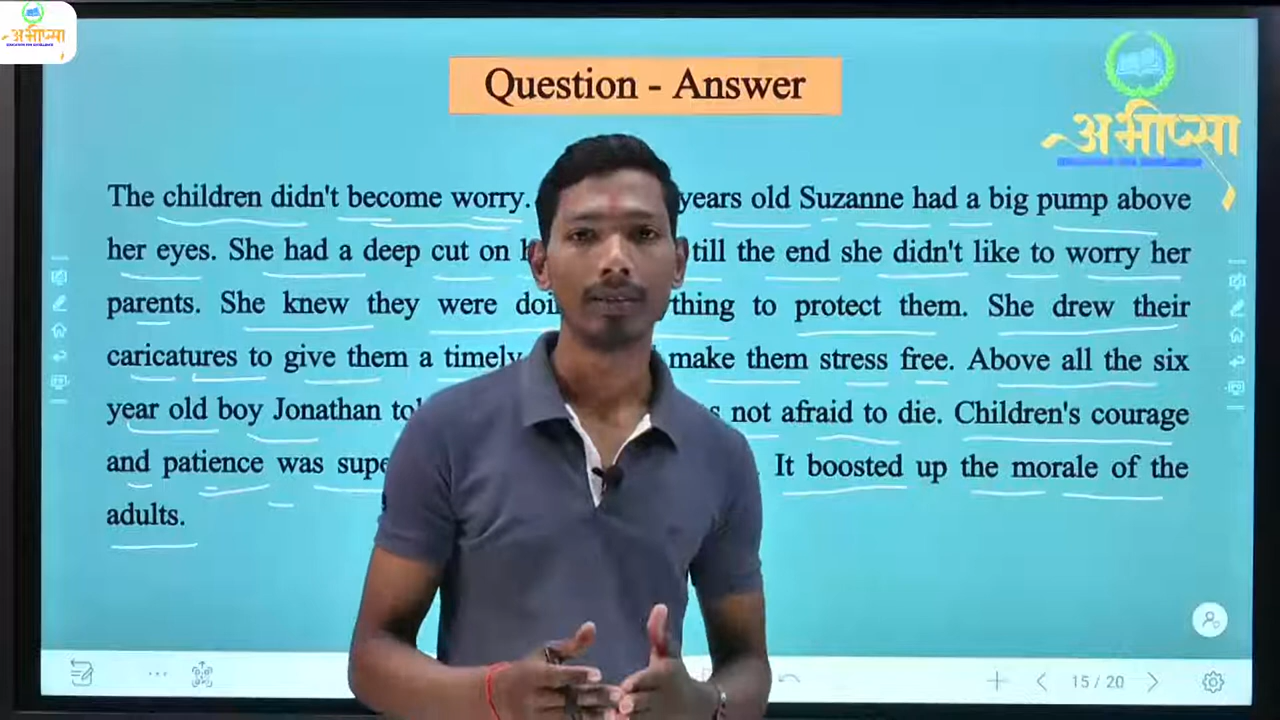 अभीप्सा
Question - Answer
अभीप्सा
The children didn't become worry. years old Suzanne had a big pump above
her eyes. She had a deep cut on till the end she didn't like to worry her
parents. She knew they were to protect them. She drew their
caricatures to give them a timely make them stress free. Above all the six
year old boy Jonathan not afraid to die. Children's courage
and patience was It boosted up the morale of the
adults.
15 / 20